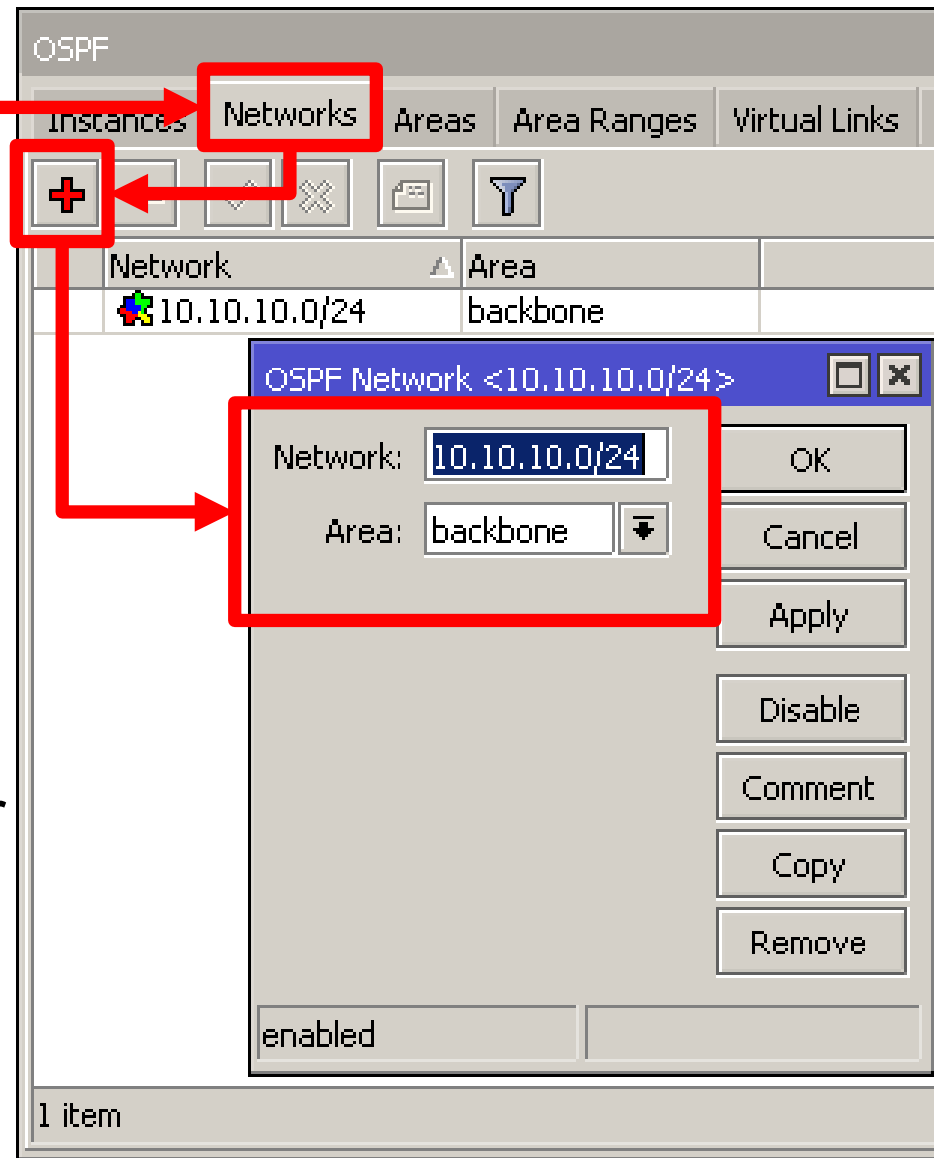 OSPF
Instances Networks Areas Area Ranges Virtual Links
Network Area
10.10.10.0/24 backbone
OSPF Network <10.10.10.0/24>
Network: 10.10.10.0/24 OK
Area: backbone Cancel
Apply
Disable
Comment
Copy
Remove
enabled
1 item